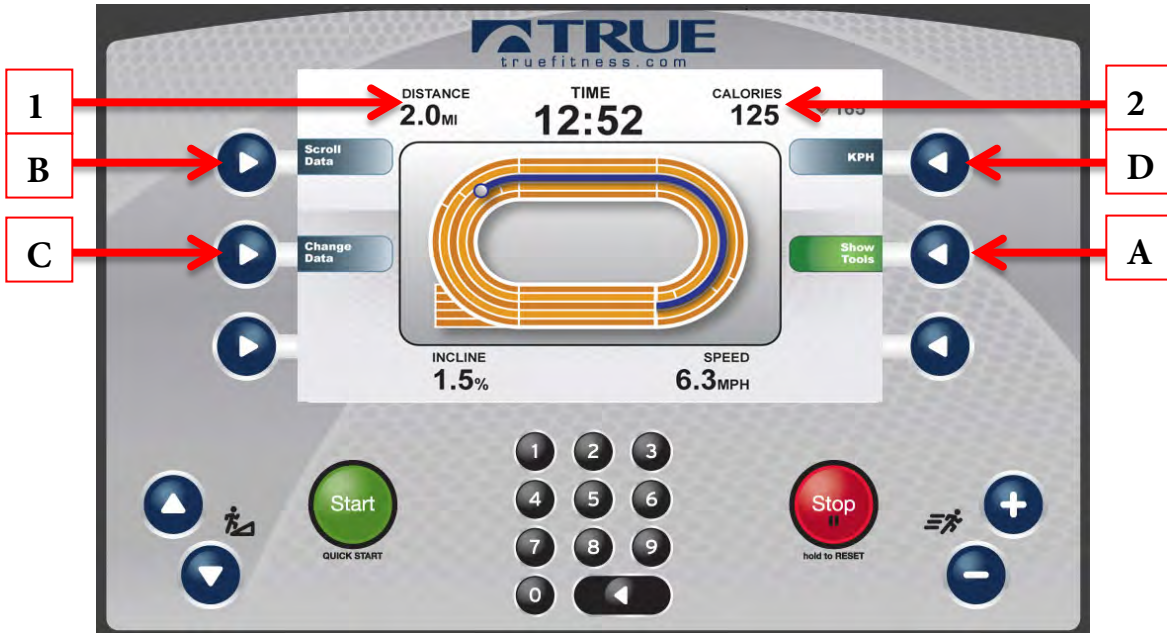 TRUE
truefitness.com
1
DISTANCE
2.0MI
TIME
12:52
CALORIES
125
165
2
B
Scroll
Data
KPH
D
C
Change
Data
Show
Tools
A
INCLINE
1.5%
SPEED
6.3MPH
Start
QUICK START
1 2 3
4 5 6
7 8 9
0
Stop
hold to RESET